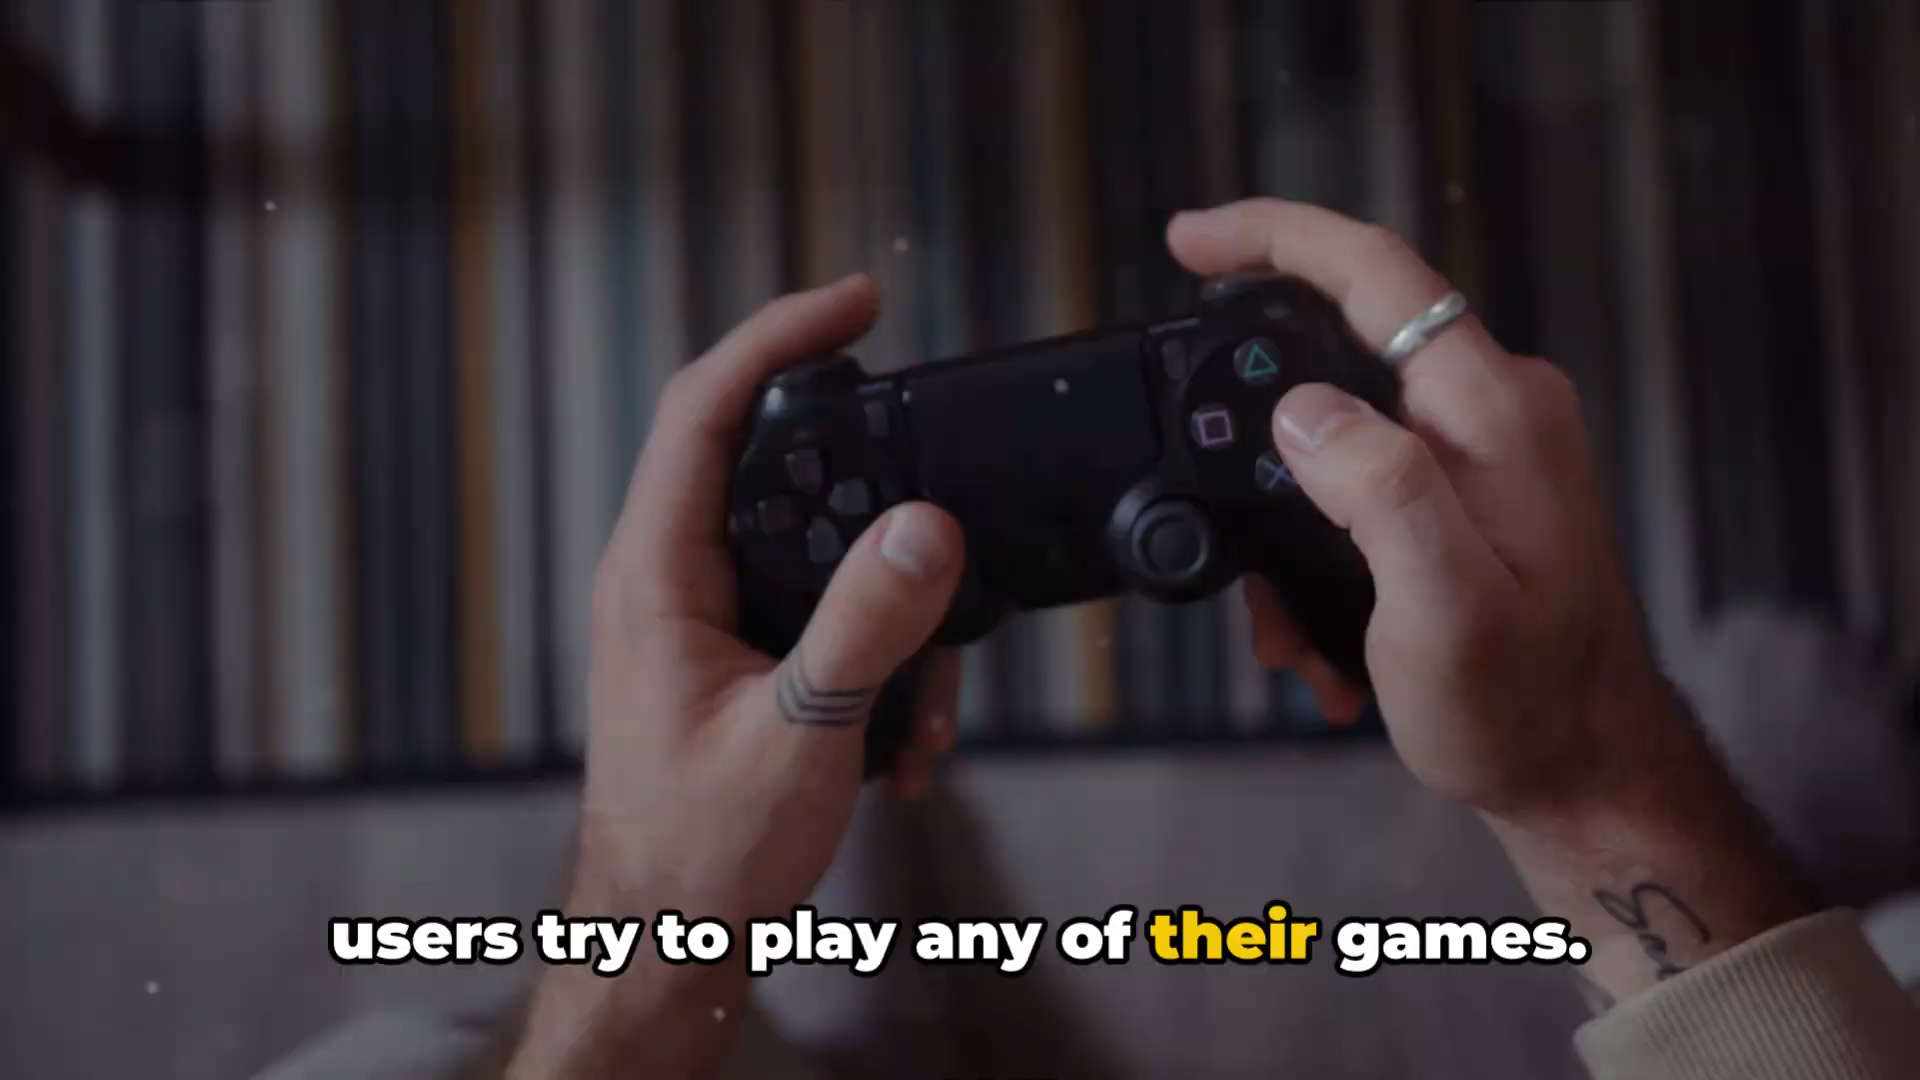 users try to play any of their games.